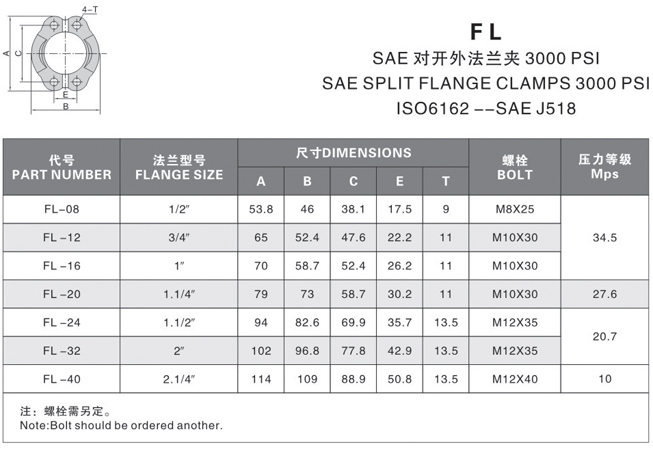 4-T
A
C
E
B
FL
SAE 对开外法兰夹 3000 PSI
SAE SPLIT FLANGE CLAMPS 3000 PSI
ISO6162 --SAE J518
代号 法兰型号 尺寸DIMENSIONS 螺栓 压力等级
PART NUMBER FLANGE SIZE A B C E T BOLT Mps
FL-08 1/2″ 53.8 46 38.1 17.5 9 M8X25
FL-12 3/4″ 65 52.4 47.6 22.2 11 M10X30 34.5
FL-16 1″ 70 58.7 52.4 26.2 11 M10X30
FL-20 1.1/4″ 79 73 58.7 30.2 11 M10X30 27.6
FL-24 1.1/2″ 94 82.6 69.9 35.7 13.5 M12X35 20.7
FL-32 2″ 102 96.8 77.8 42.9 13.5 M12X35
FL-40 2.1/4″ 114 109 88.9 50.8 13.5 M12X40 10
注：螺栓需另定。
Note:Bolt should be ordered another.